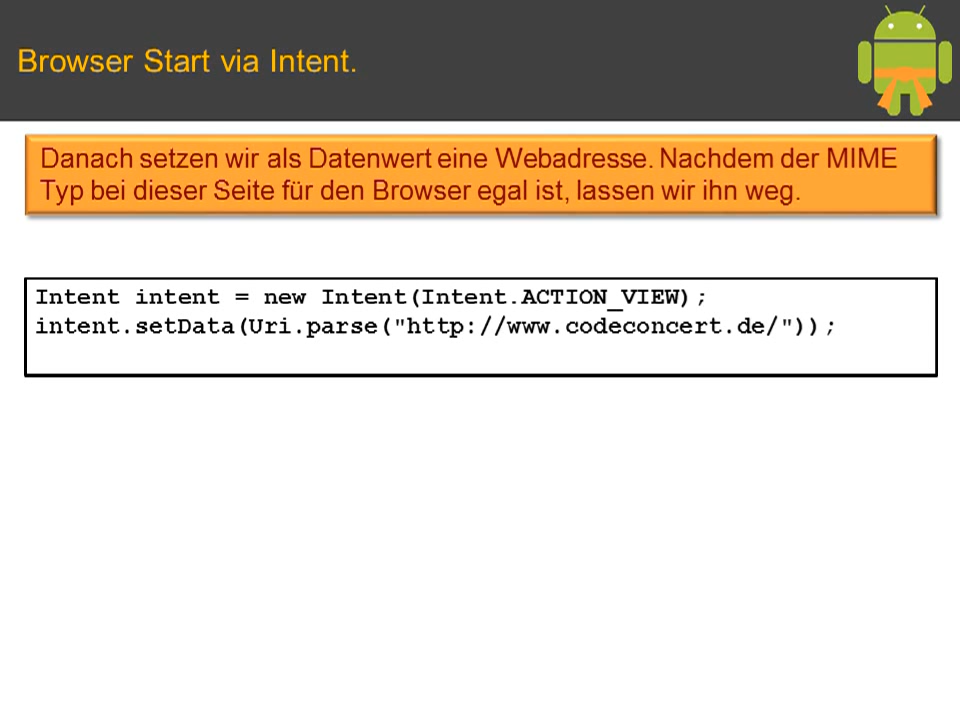 Browser Start via Intent.
Danach setzen wir als Datenwert eine Webadresse. Nachdem der MIME
Typ bei dieser Seite für den Browser egal ist, lassen wir ihn weg.
Intent intent = new Intent(Intent.ACTION_VIEW);
intent.setData(Uri.parse("http://www.codeconcert.de/"));